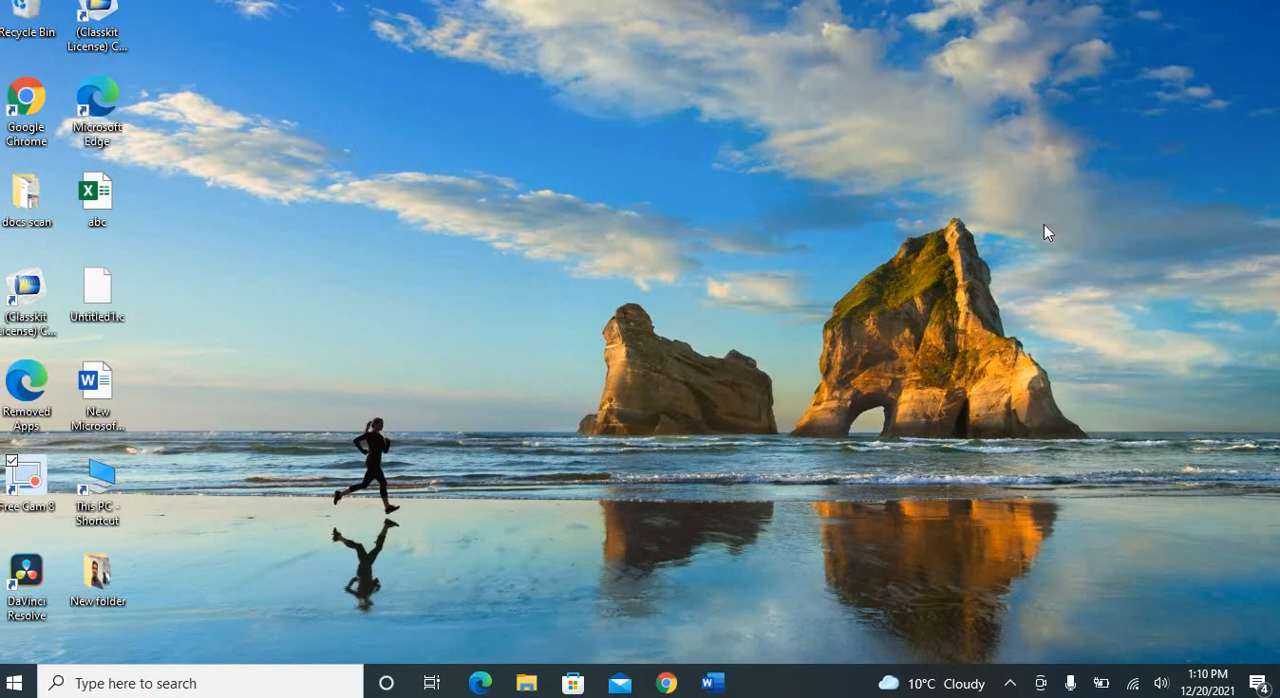 Recycle Bin
(Classkit
License) C...
Google
Chrome
Microsoft
Edge
docs scan
abc
(Classkit
License) C...
Untitled1.c
Removed
Apps
New
Microsof...
Free Cam 8
This PC -
Shortcut
DaVinci
Resolve
New folder
Type here to search
10°C Cloudy
1:10 PM
12/20/2021
4